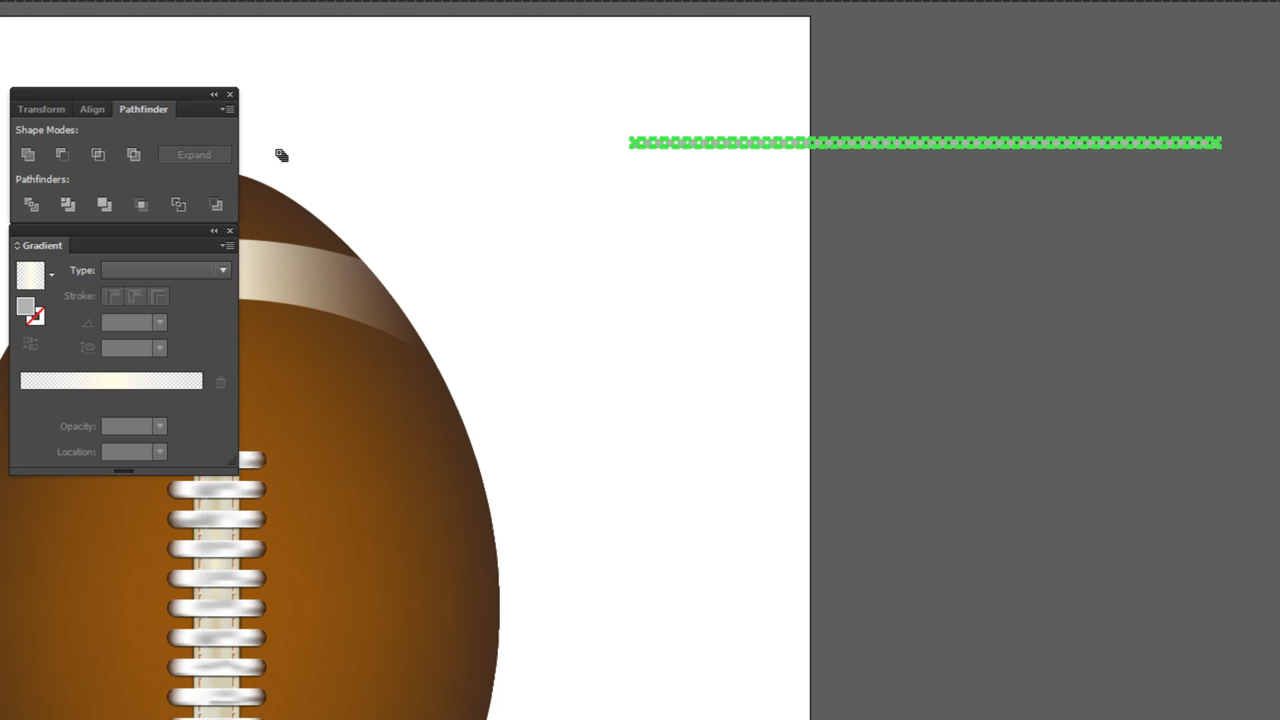 Transform Align Pathfinder
Shape Modes:
Expand
Pathfinders:
Gradient
Type:
Stroke:
Opacity:
Location: